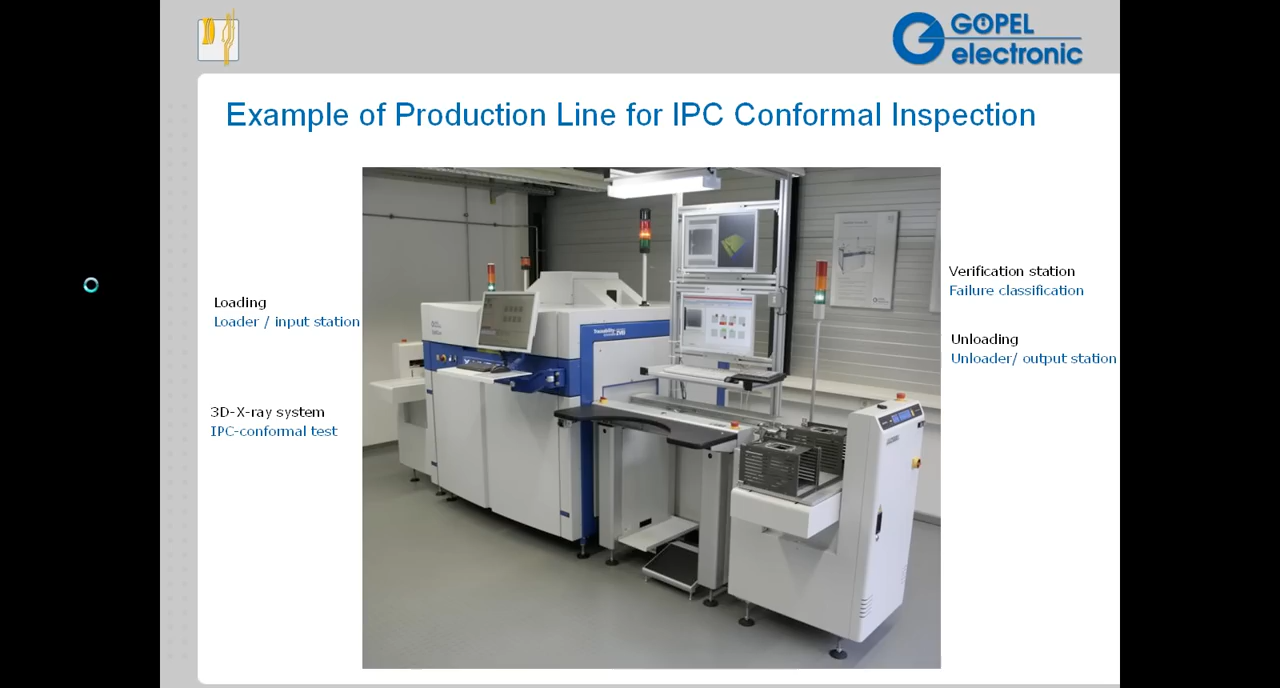 GÖPEL
electronic
Example of Production Line for IPC Conformal Inspection
Loading
Loader / input station
3D-X-ray system
IPC-conformal test
Verification station
Failure classification
Unloading
Unloader/ output station